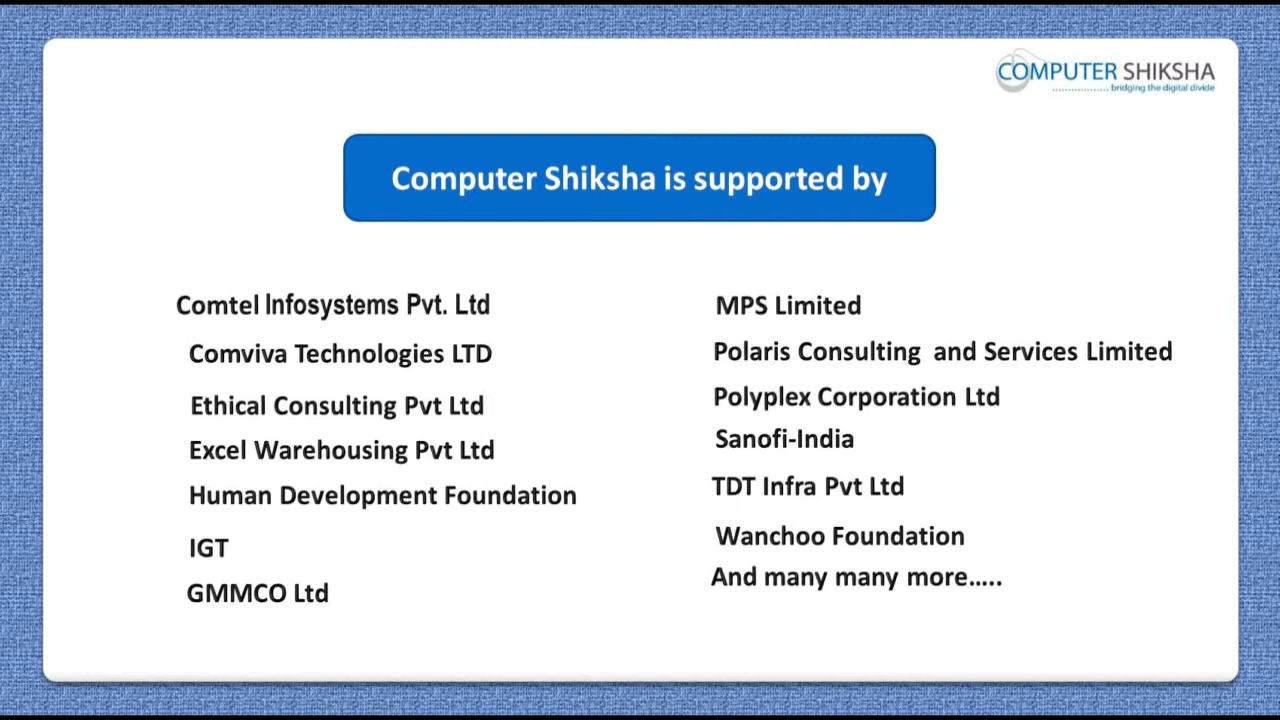 COMPUTER SHIKSHA
bridging the digital divide
Computer Shiksha is supported by
Comtel Infosystems Pvt. Ltd
Comviva Technologies LTD
Ethical Consulting Pvt Ltd
Excel Warehousing Pvt Ltd
Human Development Foundation
IGT
GMMCO Ltd
MPS Limited
Polaris Consulting and Services Limited
Polyplex Corporation Ltd
Sanofi-India
TDT Infra Pvt Ltd
Wanchoo Foundation
And many many more.....